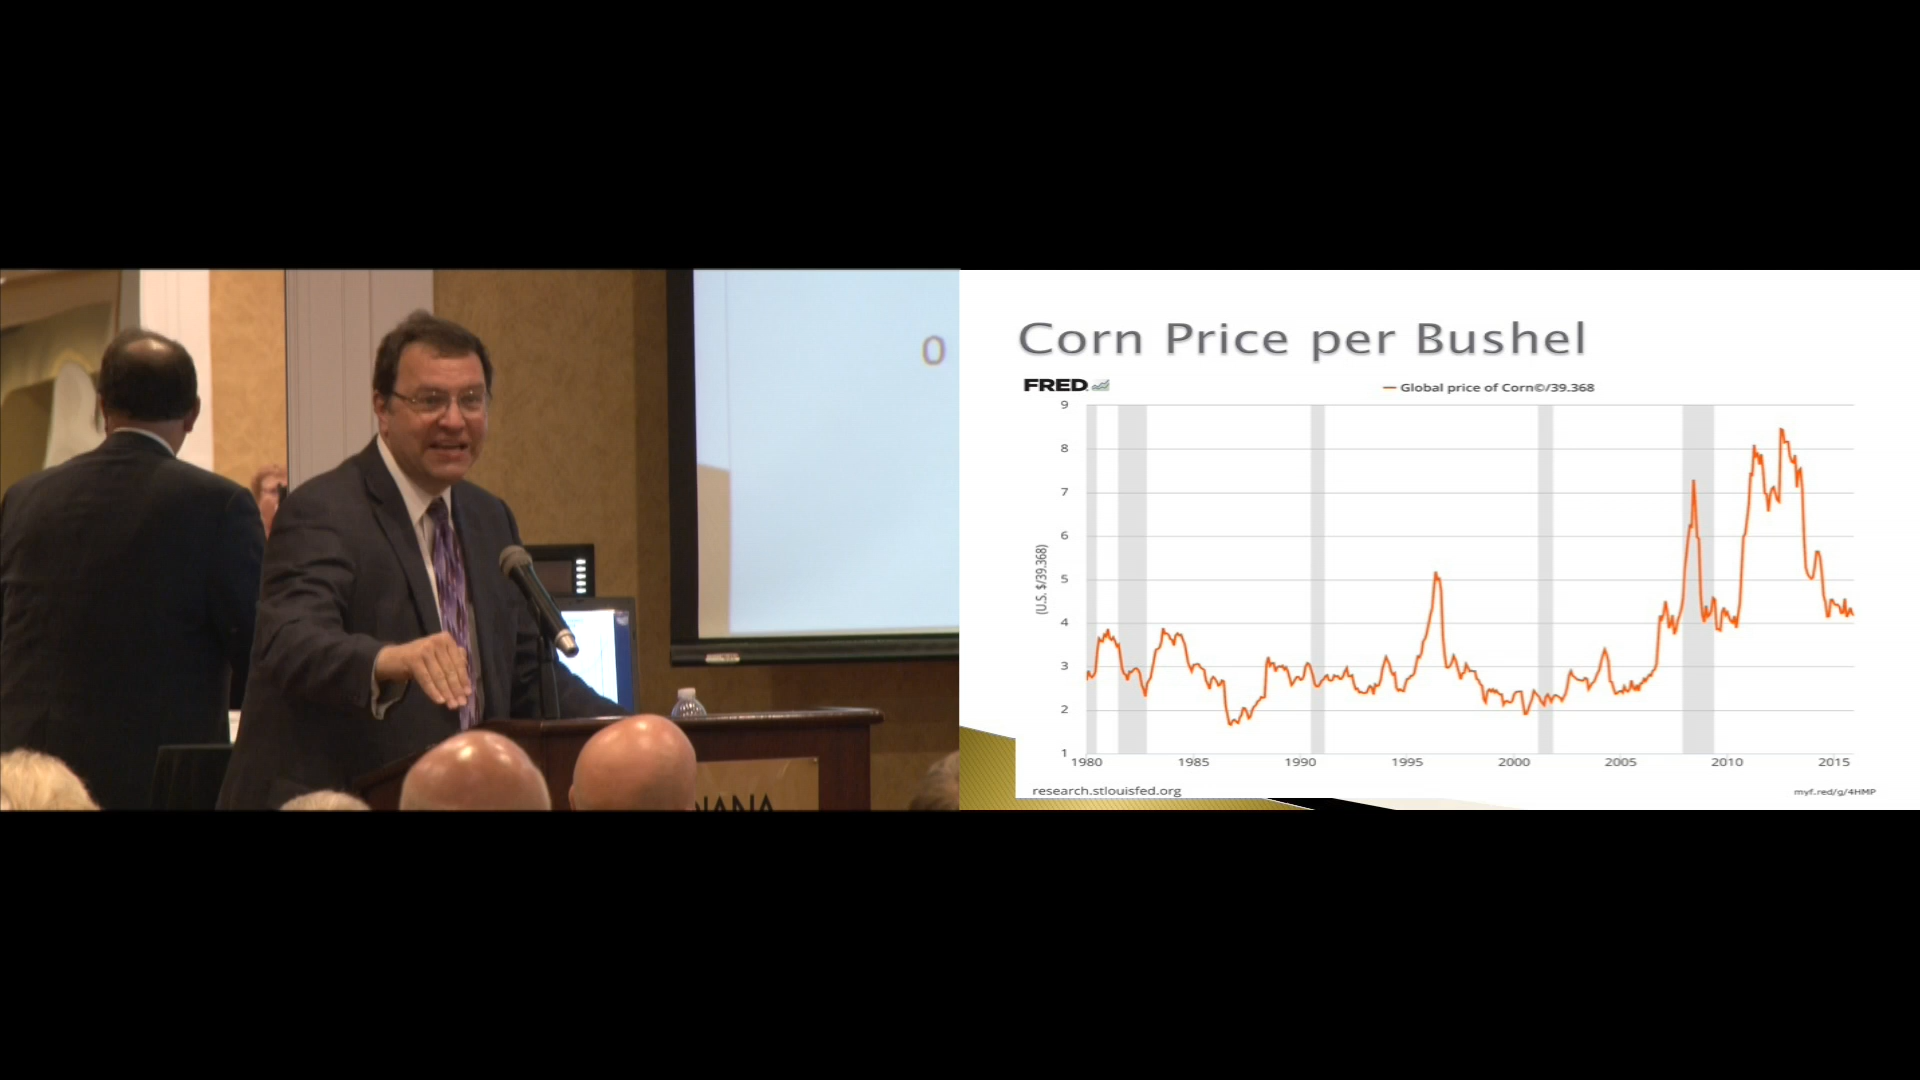 0
NANA
Corn Price per Bushel
FRED
Global price of Corn©/39.368
(U.S. $/39.368)
9
8
7
6
5
4
3
2
1
1980 1985 1990 1995 2000 2005 2010 2015
research.stlouisfed.org
myf.red/g/4HMP